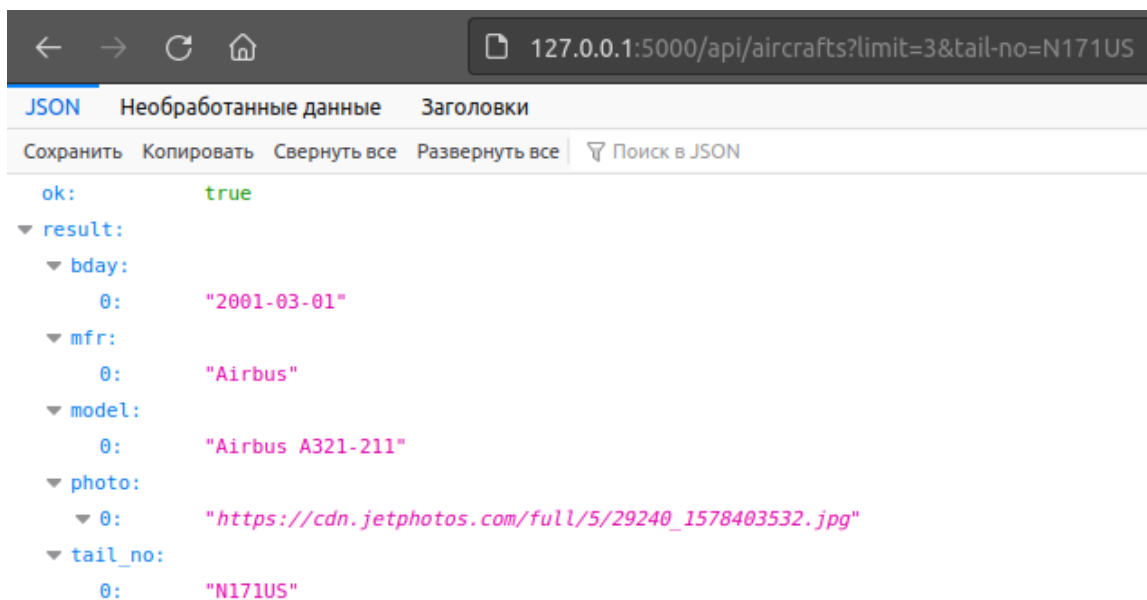 127.0.0.1:5000/api/aircrafts?limit=3&tail-no=N171US
JSON Необработанные данные Заголовки
Сохранить Копировать Свернуть все Развернуть все Поиск в JSON
ok: true
result:
bday:
0: "2001-03-01"
mfr:
0: "Airbus"
model:
0: "Airbus A321-211"
photo:
0: "https://cdn.jetphotos.com/full/5/29240_1578403532.jpg"
tail_no:
0: "N171US"